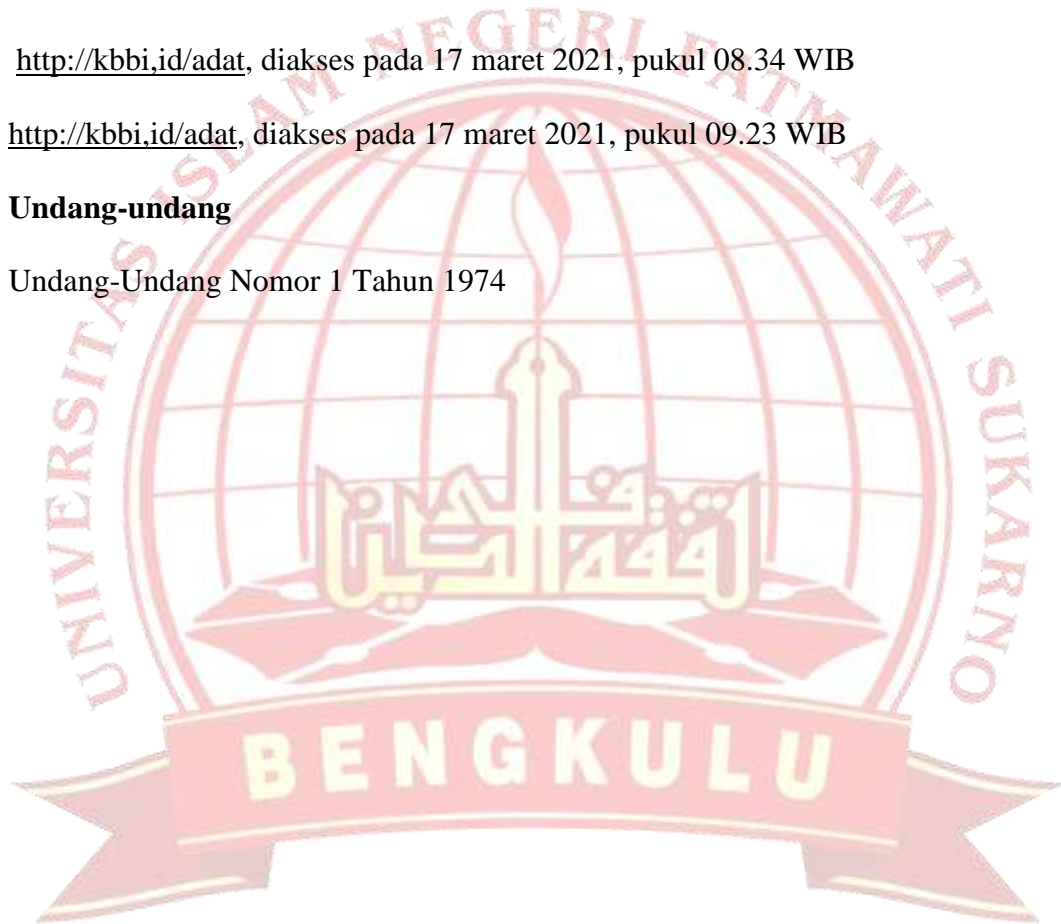 http://kbbi,id/adat, diakses pada 17 maret 2021, pukul 08.34 WIB
http://kbbi,id/adat, diakses pada 17 maret 2021, pukul 09.23 WIB
Undang-undang
Undang-Undang Nomor 1 Tahun 1974
UNIVERSITAS ISLAM NEGERI FATMAWATI SUKARNO
BENGKULU